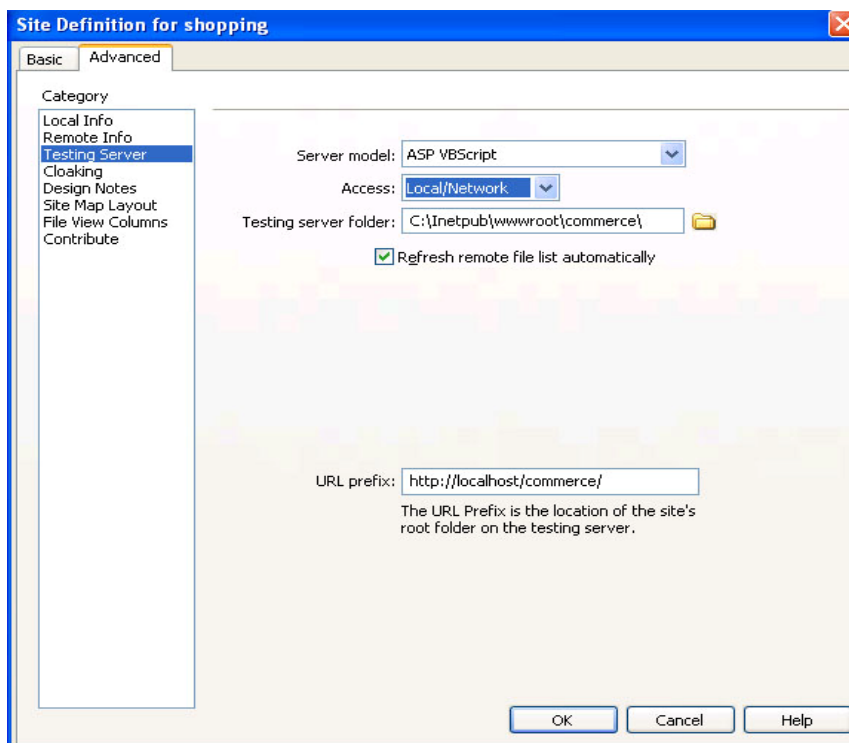 Site Definition for shopping
Basic Advanced
Category
Local Info
Remote Info
Testing Server
Cloaking
Design Notes
Site Map Layout
File View Columns
Contribute
Server model: ASP VBScript
Access: Local/Network
Testing server folder: C:\Inetpub\wwwroot\commerce\
Refresh remote file list automatically
URL prefix: http://localhost/commerce/
The URL Prefix is the location of the site's
root folder on the testing server.
OK Cancel Help